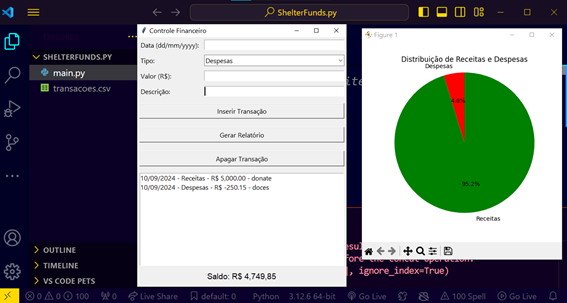 ShelterFunds.py
SHELTERFUNDS.PY
main.py
transacoes.csv
OUTLINE
TIMELINE
VS CODE PETS
Controle Financeiro
Data (dd/mm/yyyy):
Tipo:
Despesas
Valor (R$):
Descrição:
Inserir Transação
Gerar Relatório
Apagar Transação
10/09/2024 - Receitas - R$ 5,000.00 - donate
10/09/2024 - Despesas - R$ -250.15 - doces
Saldo: R$ 4,749,85
Figure 1
Distribuição de Receitas e Despesas
Despesas
4.8%
95.2%
Receitas
fore the concat operation.
], ignore_index=True)
0 0 100
0
Live Share
default: 0
Python
3.12.6 64-bit
Go Live
100 Spell
Go Live